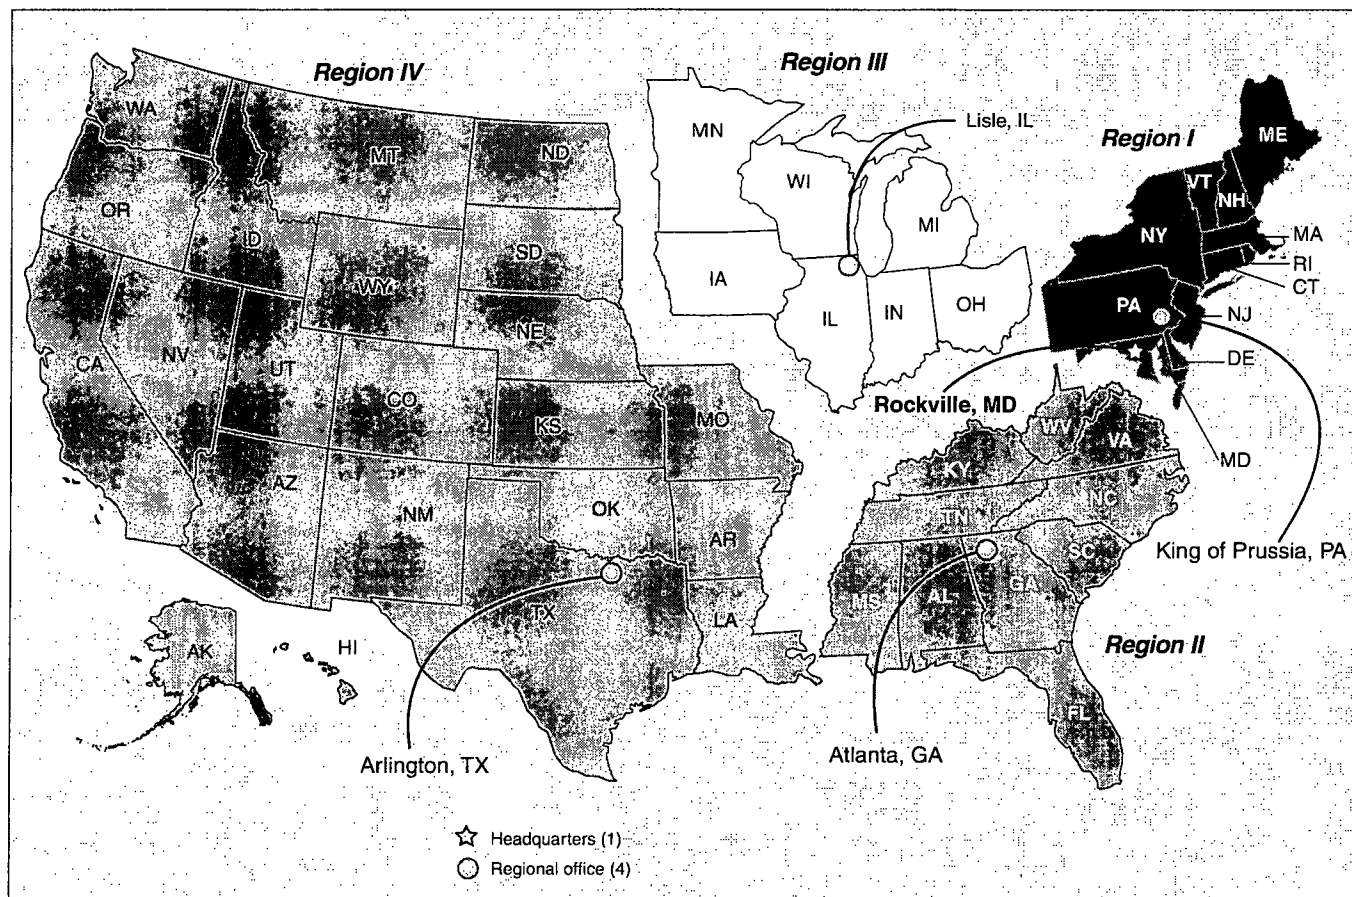 Region IV
Region III
Region I
Region II
WA
OR
CA
NV
ID
MT
WY
UT
CO
AZ
NM
ND
SD
NE
KS
OK
TX
MO
AR
LA
AK
HI
MN
WI
MI
IA
IL
IN
OH
ME
VT
NH
NY
MA
RI
CT
PA
NJ
DE
MD
WV
VA
KY
NC
TN
SC
MS
AL
GA
FL
Lisle, IL
Rockville, MD
King of Prussia, PA
Arlington, TX
Atlanta, GA
Headquarters (1)
Regional office (4)